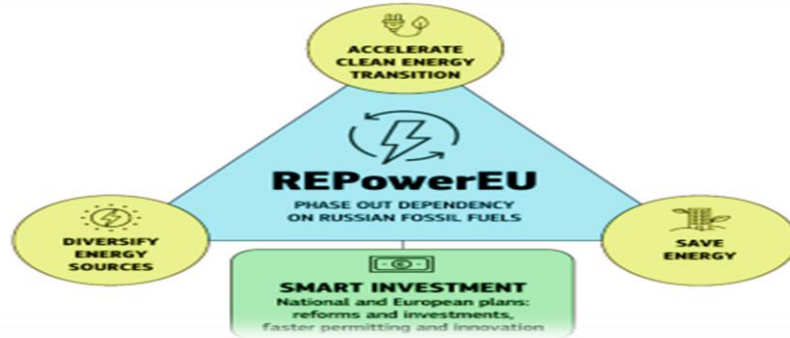 ACCELERATE
CLEAN ENERGY
TRANSITION
REPowerEU
PHASE OUT DEPENDENCY
ON RUSSIAN FOSSIL FUELS
DIVERSIFY
ENERGY
SOURCES
SAVE
ENERGY
SMART INVESTMENT
National and European plans:
reforms and investments,
faster permitting and innovation